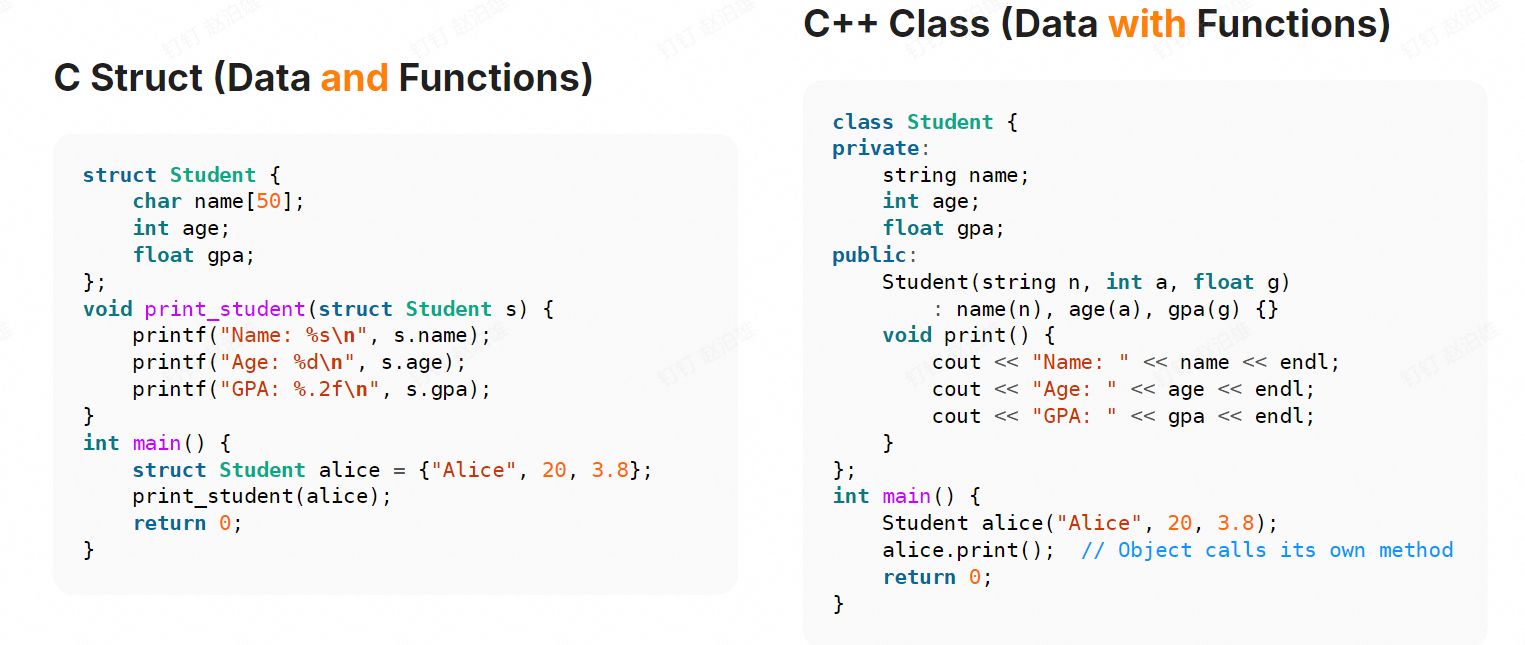 C Struct (Data and Functions)
struct Student {
    char name[50];
    int age;
    float gpa;
};
void print_student(struct Student s) {
    printf("Name: %s\n", s.name);
    printf("Age: %d\n", s.age);
    printf("GPA: %.2f\n", s.gpa);
}
int main() {
    struct Student alice = {"Alice", 20, 3.8};
    print_student(alice);
    return 0;
}
C++ Class (Data with Functions)
class Student {
private:
    string name;
    int age;
    float gpa;
public:
    Student(string n, int a, float g)
        : name(n), age(a), gpa(g) {}
    void print() {
        cout << "Name: " << name << endl;
        cout << "Age: " << age << endl;
        cout << "GPA: " << gpa << endl;
    }
};
int main() {
    Student alice("Alice", 20, 3.8);
    alice.print();  // Object calls its own method
    return 0;
}